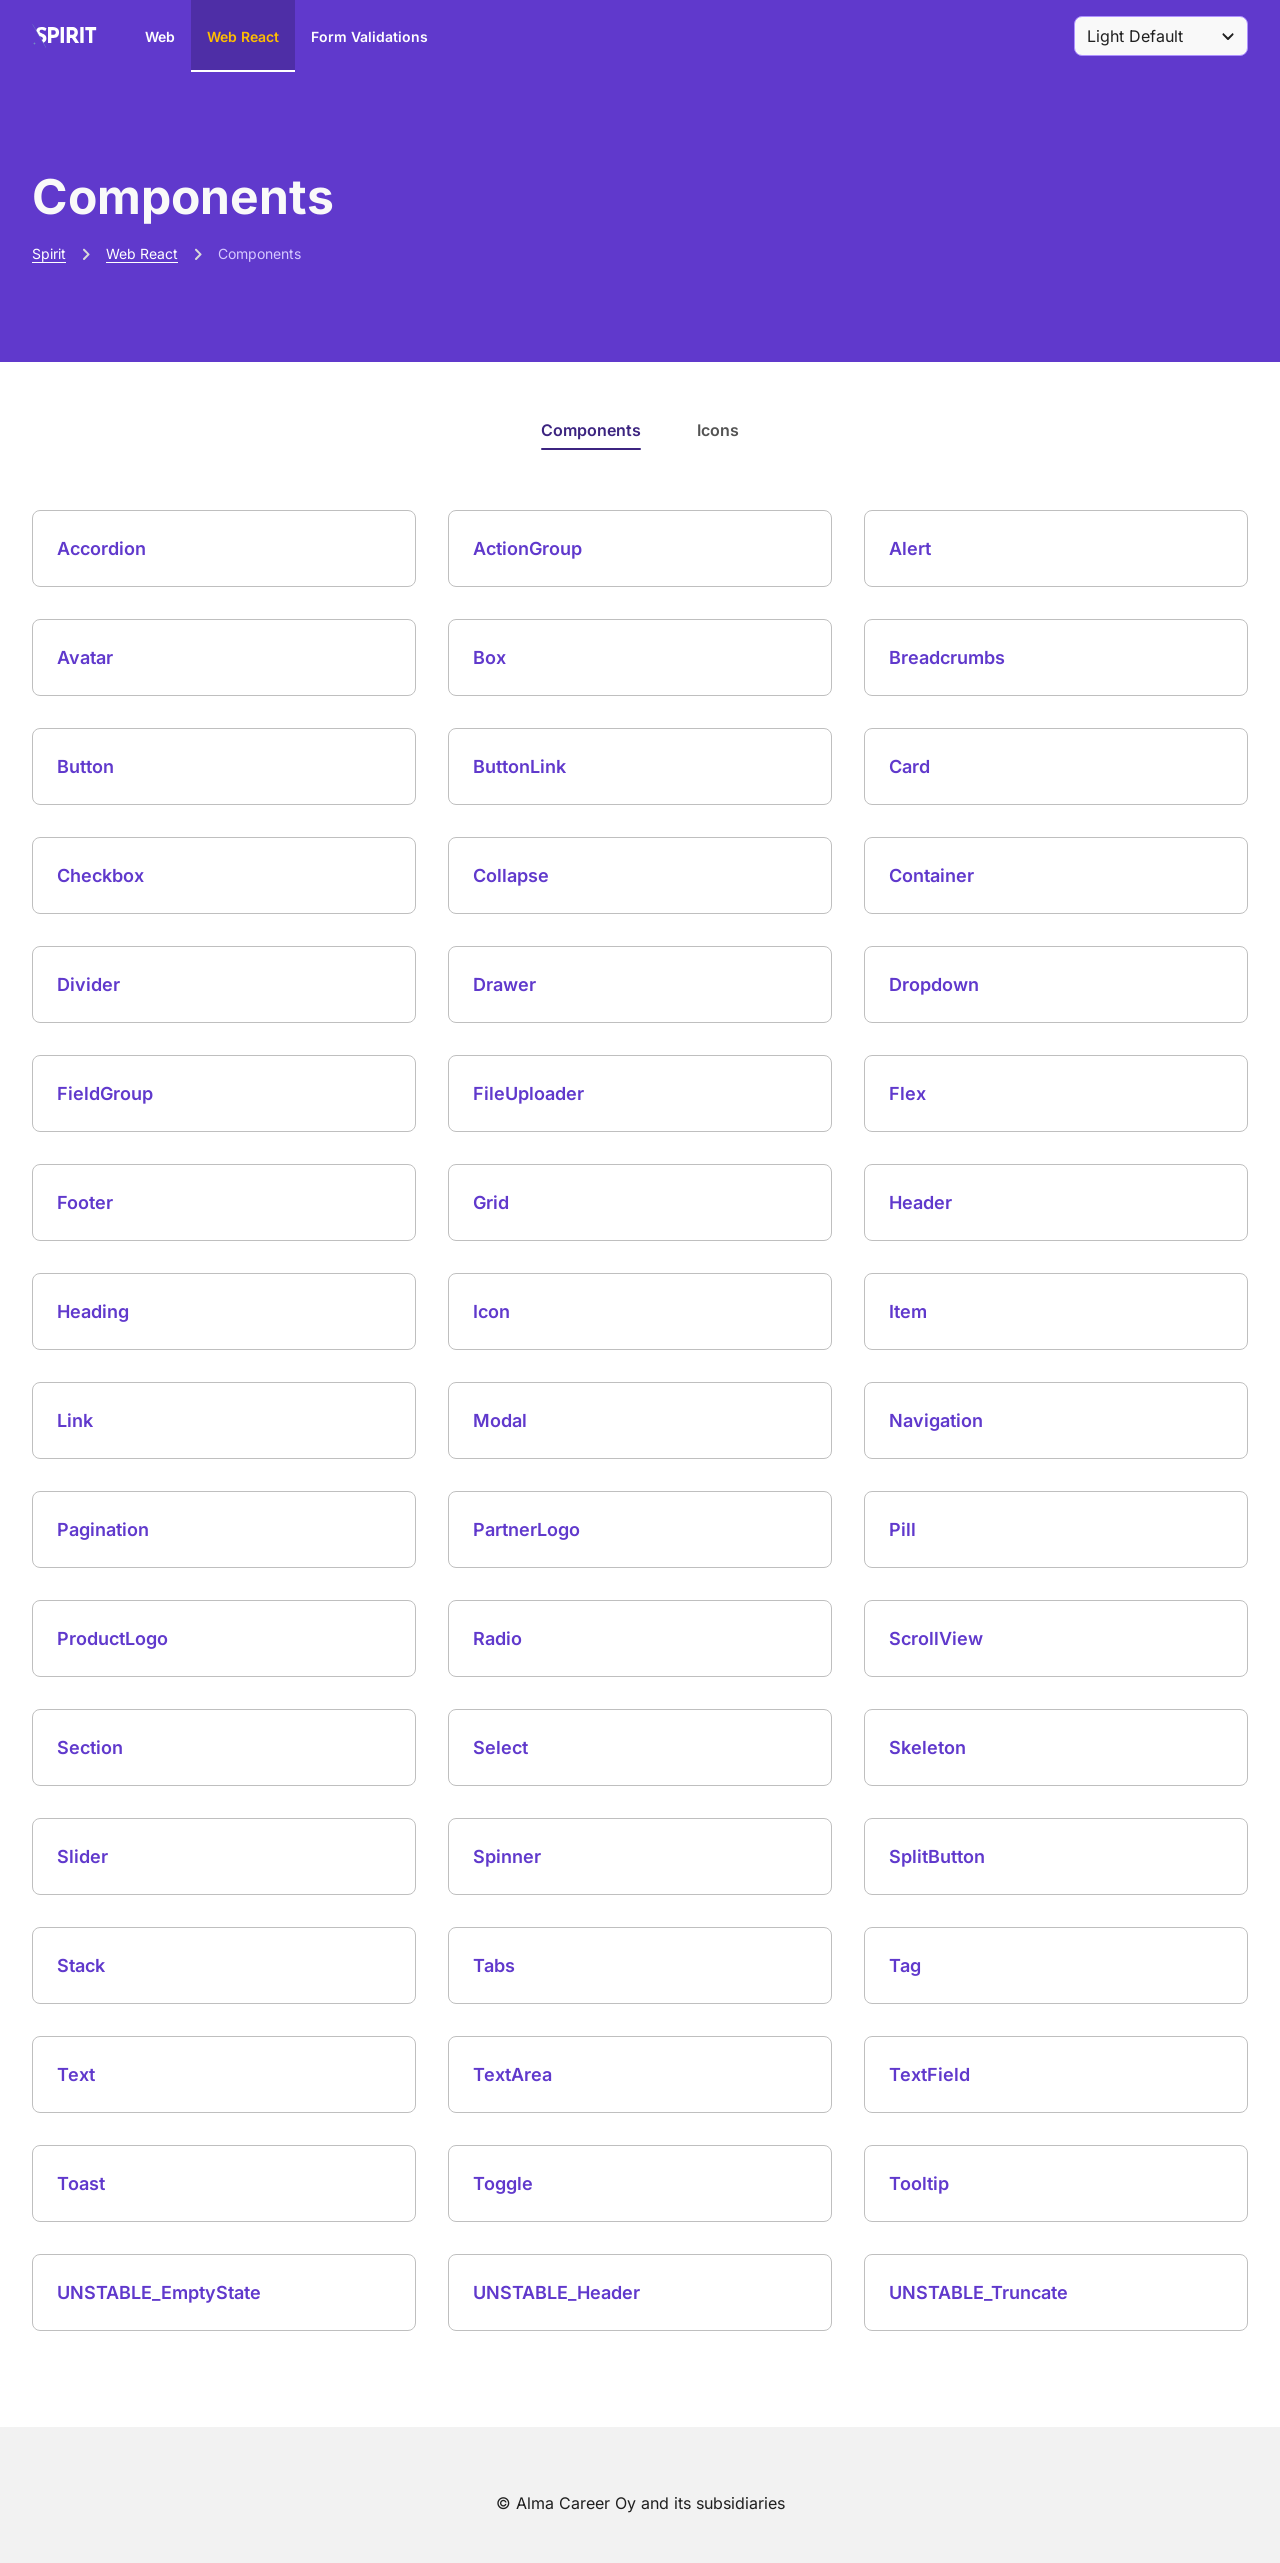 SPIRIT Web Web React Form Validations Light Default
Components
Spirit Web React Components
Components Icons
Accordion ActionGroup Alert
Avatar Box Breadcrumbs
Button ButtonLink Card
Checkbox Collapse Container
Divider Drawer Dropdown
FieldGroup FileUploader Flex
Footer Grid Header
Heading Icon Item
Link Modal Navigation
Pagination PartnerLogo Pill
ProductLogo Radio ScrollView
Section Select Skeleton
Slider Spinner SplitButton
Stack Tabs Tag
Text TextArea TextField
Toast Toggle Tooltip
UNSTABLE_EmptyState UNSTABLE_Header UNSTABLE_Truncate
© Alma Career Oy and its subsidiaries